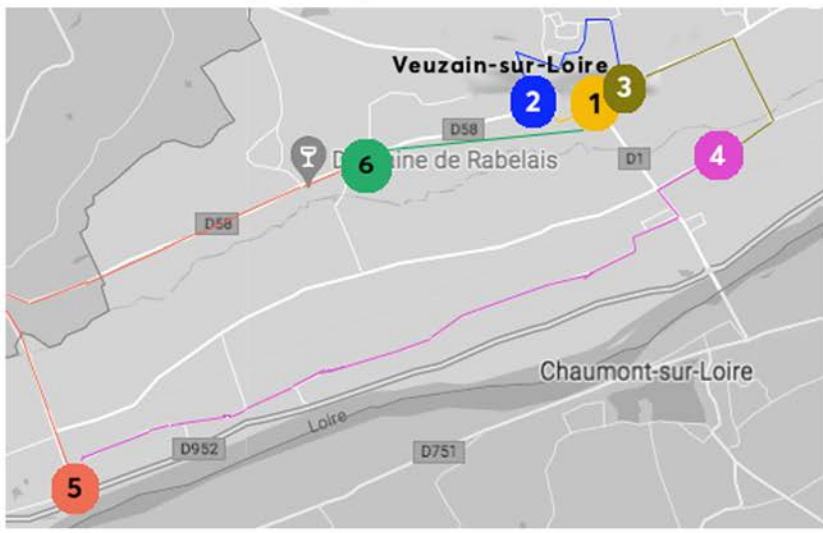 Veuzain-sur-Loire
3
2
1
D58
4
D1
D
aine de Rabelais
6
D58
Chaumont-sur-Loire
Loire
D952
D751
5